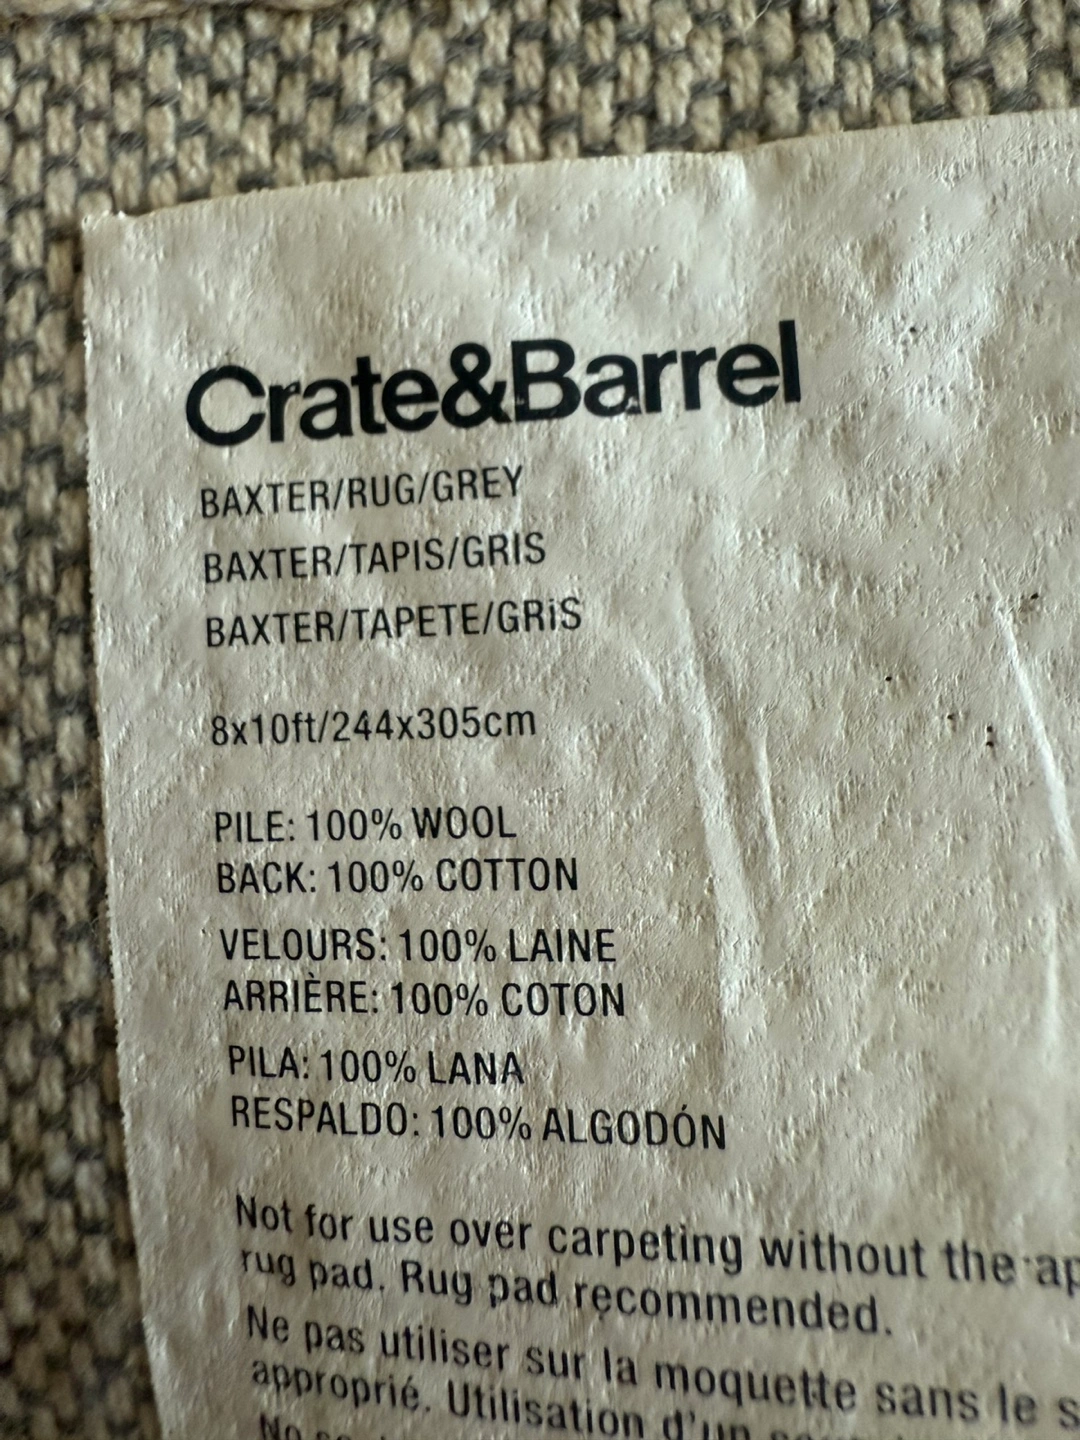 Crate&Barrel
BAXTER/RUG/GREY
BAXTER/TAPIS/GRIS
BAXTER/TAPETE/GRiS
8x10ft/244x305cm
PILE: 100% WOOL
BACK: 100% COTTON
VELOURS: 100% LAINE
ARRIÈRE: 100% COTON
PILA: 100% LANA
RESPALDO: 100% ALGODÓN
Not for use over carpeting without the
rug pad. Rug pad recommended.
Ne pas utiliser sur la moquette sans le
approprié. Utilisation d'un
No